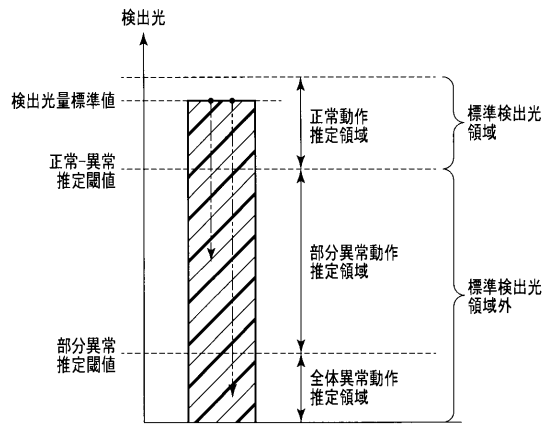 検出光
検出光量標準値
正常動作
推定領域
標準検出光
領域
正常-異常
推定閾値
部分異常動作
推定領域
標準検出光
領域外
部分異常
推定閾値
全体異常動作
推定領域